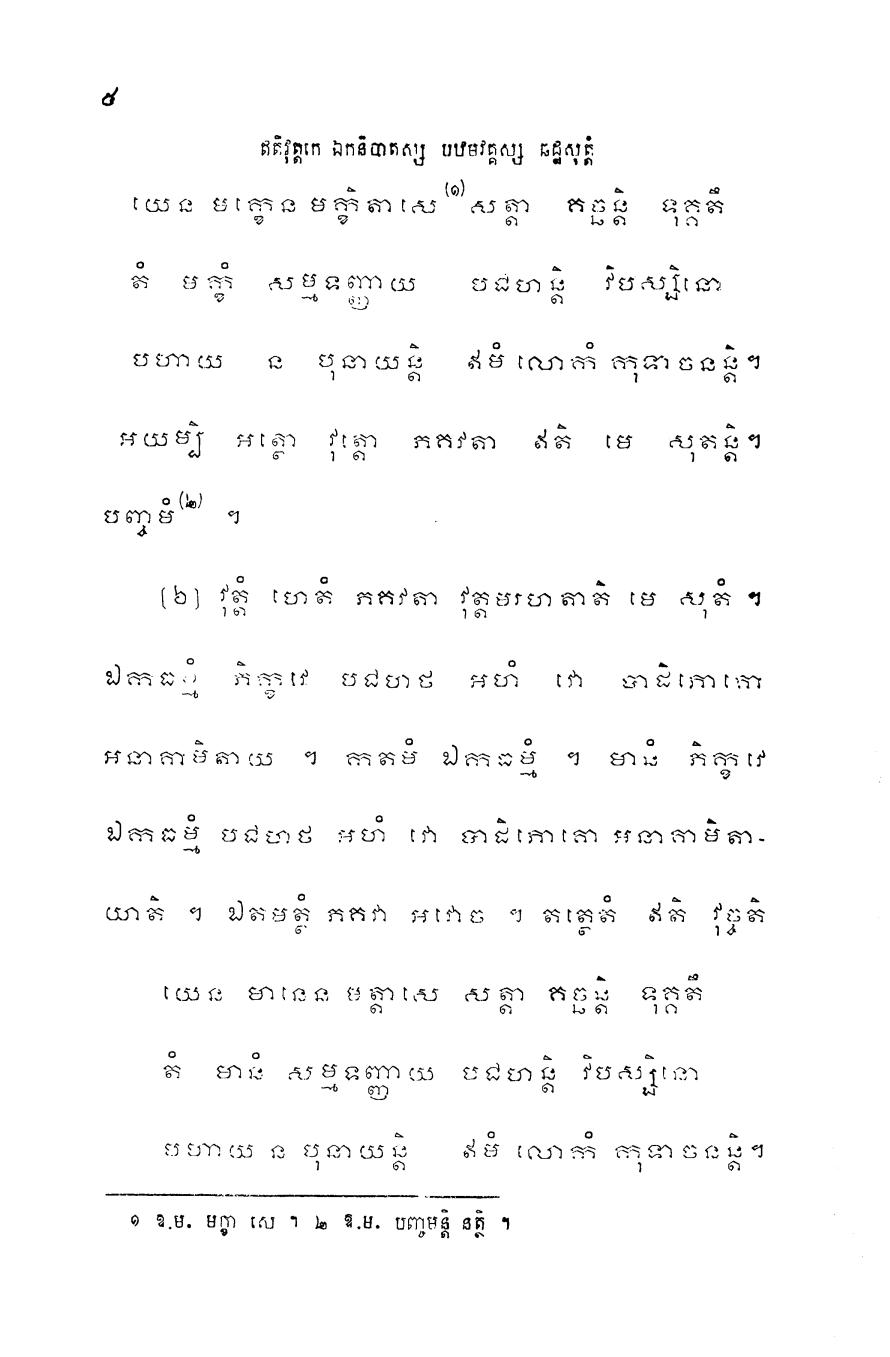 ៥
ឥតិវុត្តកេ ឯកនិបាតស្ស បឋមវគ្គស្ស ឆដ្ឋសុត្តំ
យេន មក្ខេន មក្ខិតាសេ(១)សត្តា គច្ឆន្តិ ទុគ្គតឹ
តំ មក្ខំ សម្មទញ្ញាយ បជហន្តិ វិបស្សិនោ
បហាយ ន បុនាយន្តិ ឥមំ លោកំ កុទាចនន្តិ។
អយម្បិ អត្ថោ វុត្តោ ភគវតា ឥតិ មេ សុតន្តិ។
បញ្ចមំ(២) ។
[៦] វុត្តំ ហេតំ ភគវតា វុត្តមរហតាតិ មេ សុតំ ។
ឯកធម្មំ ភិក្ខវេ បជហថ អហំ វោ បាដិភោគោ
អនាគាមិតាយ ។ កតមំ ឯកធម្មំ ។ មានំ ភិក្ខវេ
ឯកធម្មំ បជហថ អហំ វោ បាដិភោគោ អនាគាមិតា-
យាតិ ។ ឯតមត្ថំ ភគវា អវោច ។ តត្ថេតំ ឥតិ វុច្ចតិ
យេន មានេន មត្តាសេ សត្តា គច្ឆន្តិ ទុគ្គតឹ
តំ មានំ សម្មទញ្ញាយ បជហន្តិ វិបស្សិនោ
បហាយ ន បុនាយន្តិ ឥមំ លោកំ កុទាចនន្តិ។
១ ឱ.ម. មក្ខា សេ ។ ២ ឱ.ម. បញ្ចមន្តិ នត្ថិ ។